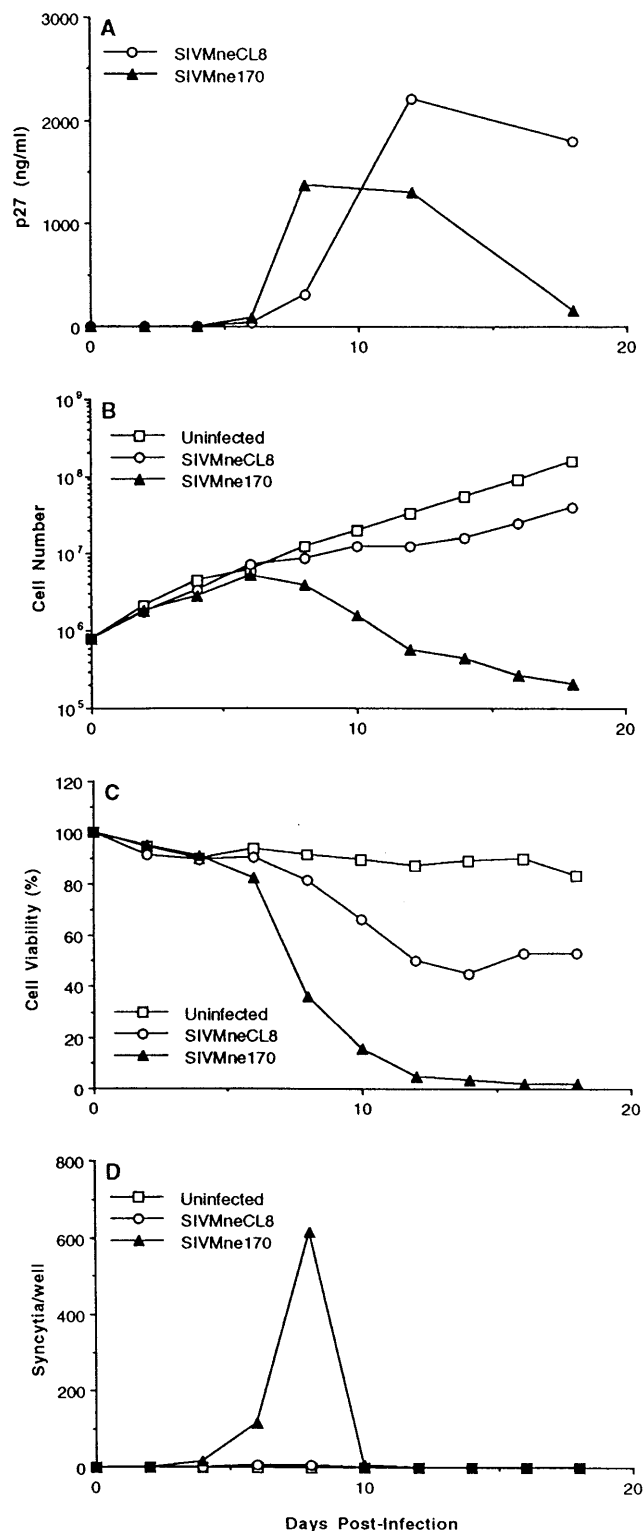 A
SIVMneCL8
SIVMne170
p27 (ng/ml)
3000
2000
1000
0
0 10 20
B
Uninfected
SIVMneCL8
SIVMne170
Cell Number
10⁹
10⁸
10⁷
10⁶
10⁵
0 10 20
C
Uninfected
SIVMneCL8
SIVMne170
Cell Viability (%)
120
100
80
60
40
20
0
0 10 20
D
Uninfected
SIVMneCL8
SIVMne170
Syncytia/well
800
600
400
200
0
0 10 20
Days Post-Infection